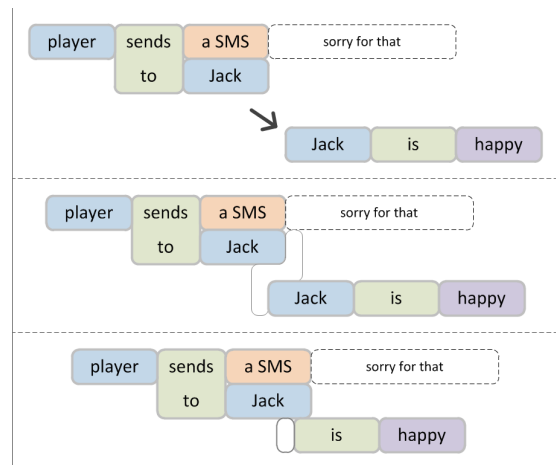 player sends a SMS sorry for that
to Jack
Jack is happy
player sends a SMS sorry for that
to Jack
Jack is happy
player sends a SMS sorry for that
to Jack
is happy